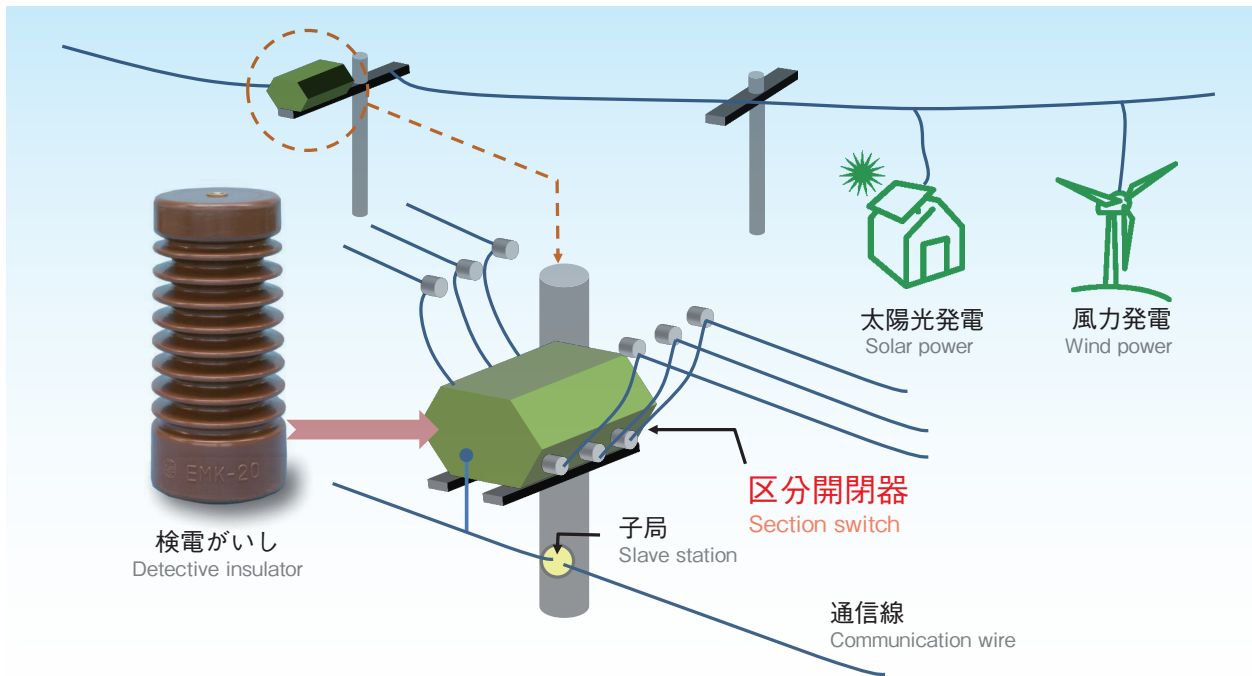 太陽光発電
Solar power
風力発電
Wind power
EMK-20
検電がいし
Detective insulator
区分開閉器
Section switch
子局
Slave station
通信線
Communication wire